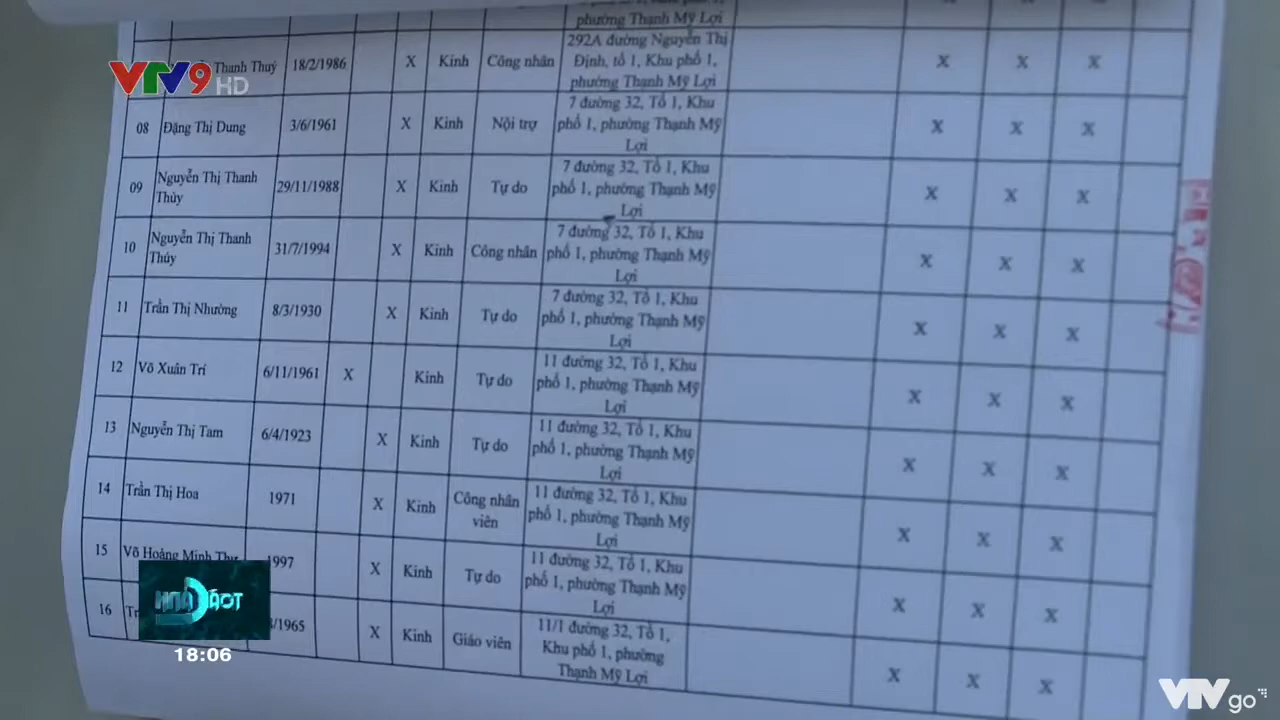 phường Thạnh Mỹ Lợi
VTV9 HD
Thanh Thuý 18/2/1986 X Kinh Công nhân 292A đường Nguyễn Thị
Định, tổ 1, Khu phố 1,
phường Thạnh Mỹ Lợi X X X
08 Đặng Thị Dung 3/6/1961 X Kinh Nội trợ 7 đường 32, Tổ 1, Khu
phố 1, phường Thạnh Mỹ
Lợi X X X
09 Nguyễn Thị Thanh
Thùy 29/11/1988 X Kinh Tự do 7 đường 32, Tổ 1, Khu
phố 1, phường Thạnh Mỹ
Lợi X X X
10 Nguyễn Thị Thanh
Thúy 31/7/1994 X Kinh Công nhân 7 đường 32, Tổ 1, Khu
phố 1, phường Thạnh Mỹ
Lợi X X X
11 Trần Thị Nhường 8/3/1930 X Kinh Tự do 7 đường 32, Tổ 1, Khu
phố 1, phường Thạnh Mỹ
Lợi X X X
12 Võ Xuân Trí 6/11/1961 X Kinh Tự do 11 đường 32, Tổ 1, Khu
phố 1, phường Thạnh Mỹ
Lợi X X X
13 Nguyễn Thị Tam 6/4/1923 X Kinh Tự do 11 đường 32, Tổ 1, Khu
phố 1, phường Thạnh Mỹ
Lợi X X X
14 Trần Thị Hoa 1971 X Kinh Công nhân
viên 11 đường 32, Tổ 1, Khu
phố 1, phường Thạnh Mỹ
Lợi X X X
15 Võ Hoàng Minh Thư 1997 X Kinh Tự do 11 đường 32, Tổ 1, Khu
phố 1, phường Thạnh Mỹ
Lợi X X X
16 /1965 X Kinh Giáo viên 11/1 đường 32, Tổ 1,
Khu phố 1, phường
Thạnh Mỹ Lợi X X X
18:06
VTV go